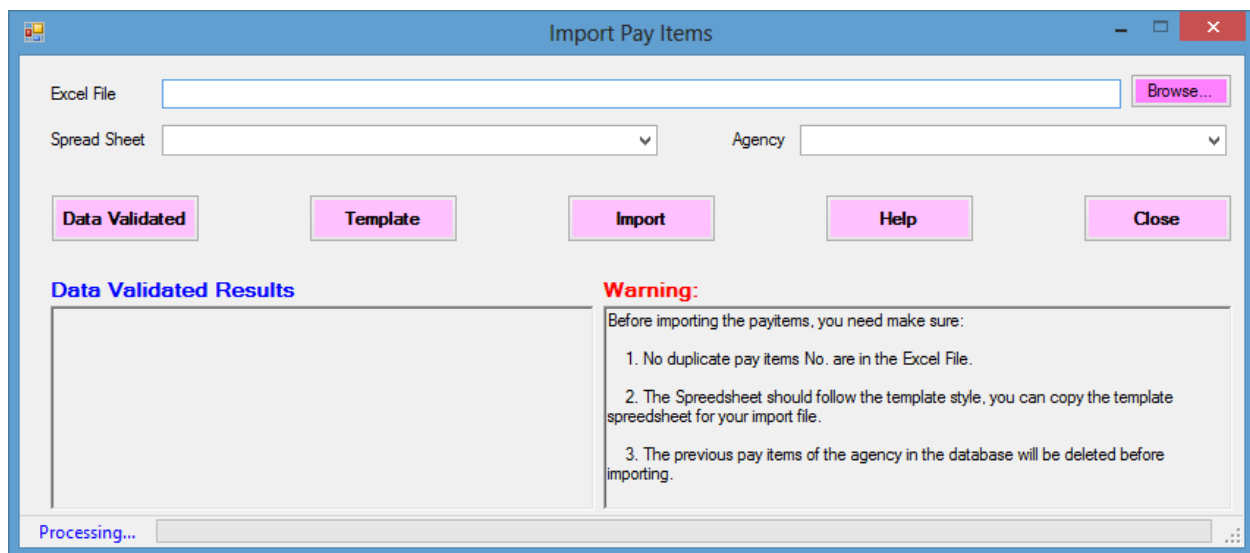 Import Pay Items
Excel File
Browse...
Spread Sheet
Agency
Data Validated
Template
Import
Help
Close
Data Validated Results
Warning:
Before importing the payitems, you need make sure:
1. No duplicate pay items No. are in the Excel File.
2. The Spreedsheet should follow the template style, you can copy the template
spreedsheet for your import file.
3. The previous pay items of the agency in the database will be deleted before
importing.
Processing...